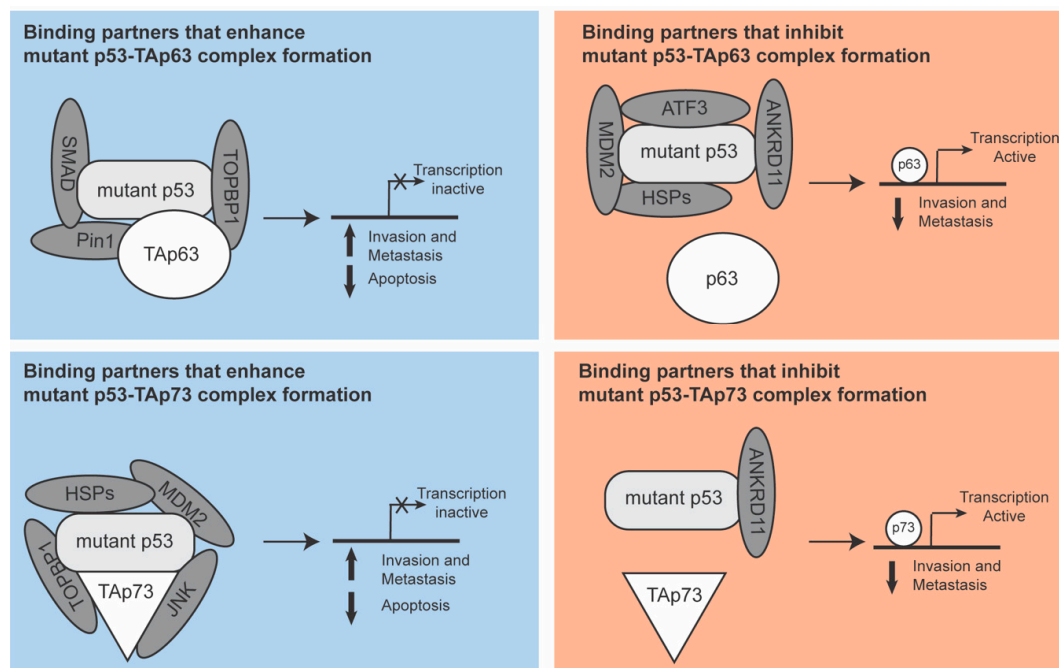 Binding partners that enhance
mutant p53-TAp63 complex formation
SMAD
mutant p53
TOPBP1
Pin1
TAp63
Transcription
inactive
Invasion and
Metastasis
Apoptosis
Binding partners that inhibit
mutant p53-TAp63 complex formation
MDM2
ATF3
mutant p53
HSPs
ANKRD11
p63
p63
Transcription
Active
Invasion and
Metastasis
Binding partners that enhance
mutant p53-TAp73 complex formation
HSPs
MDM2
mutant p53
TOPBP1
TAp73
JNK
Transcription
inactive
Invasion and
Metastasis
Apoptosis
Binding partners that inhibit
mutant p53-TAp73 complex formation
mutant p53
ANKRD11
TAp73
p73
Transcription
Active
Invasion and
Metastasis